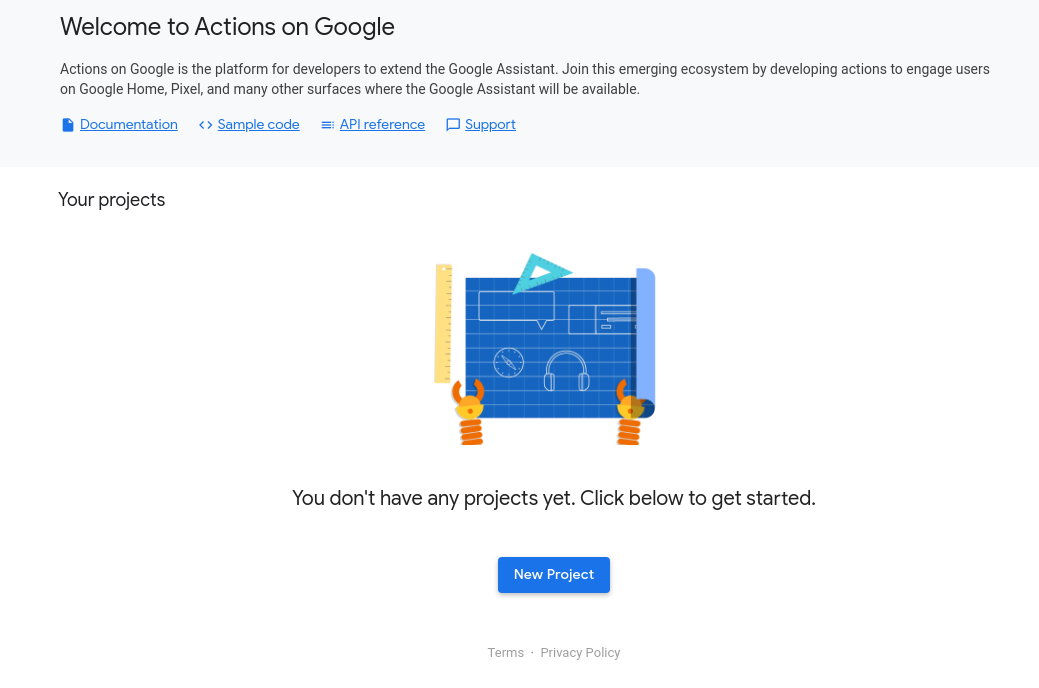 Welcome to Actions on Google
Actions on Google is the platform for developers to extend the Google Assistant. Join this emerging ecosystem by developing actions to engage users
on Google Home, Pixel, and many other surfaces where the Google Assistant will be available.
Documentation Sample code API reference Support
Your projects
You don't have any projects yet. Click below to get started.
New Project
Terms · Privacy Policy